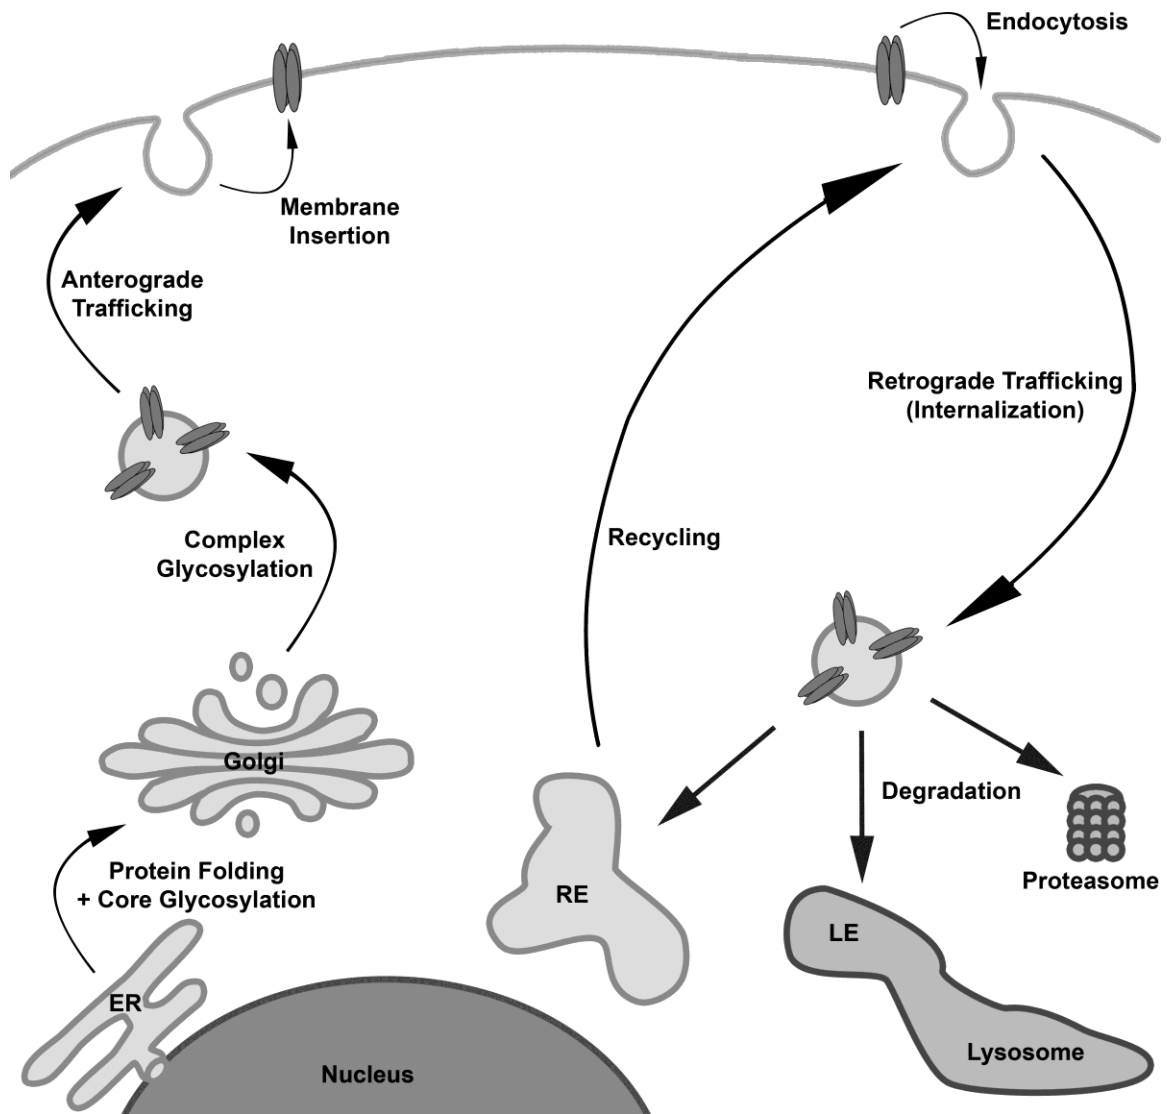 Endocytosis
Membrane
Insertion
Anterograde
Trafficking
Retrograde Trafficking
(Internalization)
Complex
Glycosylation
Recycling
Golgi
Degradation
Protein Folding
+ Core Glycosylation
Proteasome
RE
LE
ER
Lysosome
Nucleus